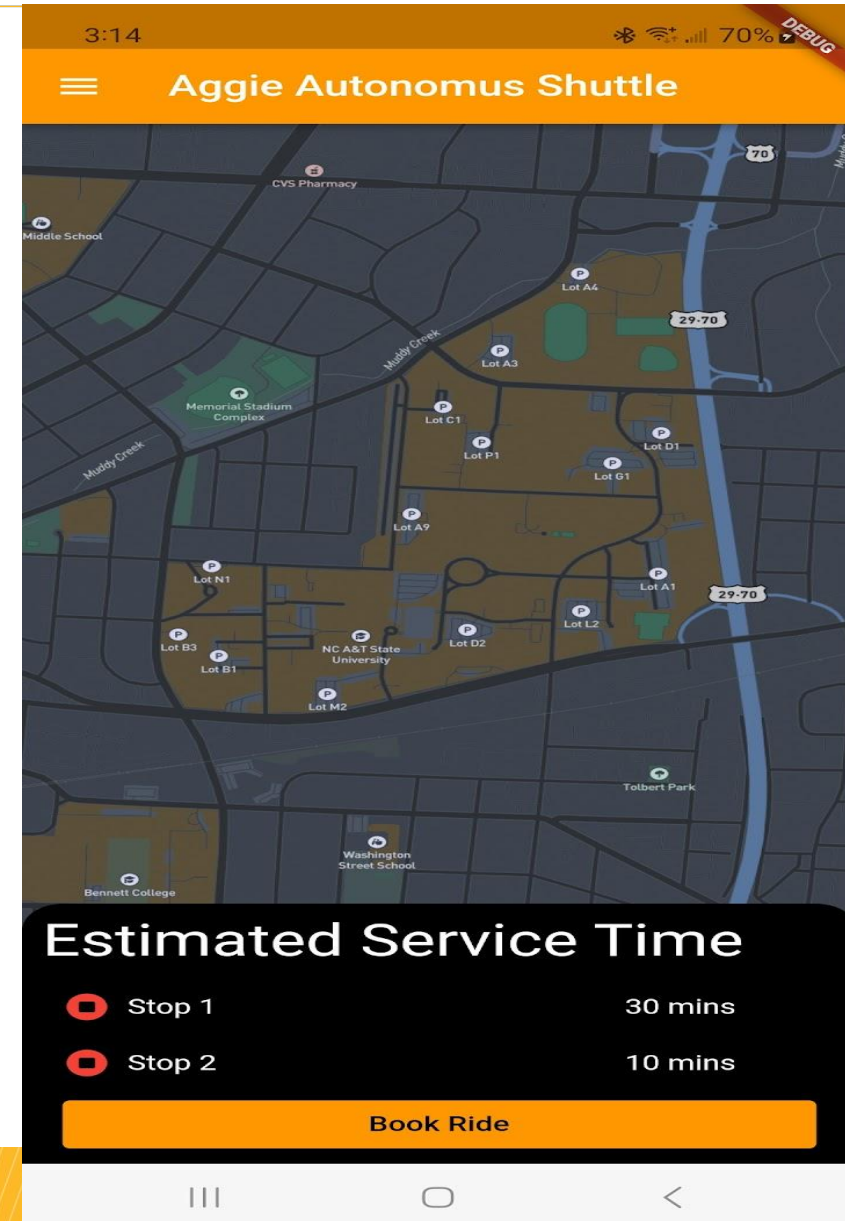 3:14
70%
DEBUG
Aggie Autonomus Shuttle
70
Muddy Creek
CVS Pharmacy
Middle School
Lot A4
29-70
Muddy Creek
Lot A3
Memorial Stadium
Complex
P
Lot C1
P
Lot P1
P
Lot D1
P
Lot G1
Muddy Creek
P
Lot A9
P
Lot N1
P
Lot A1
29-70
P
Lot L2
P
Lot B3
P
Lot B1
NC A&T State
University
P
Lot D2
P
Lot M2
Tolbert Park
Washington
Street School
Bennett College
Estimated Service Time
Stop 1 30 mins
Stop 2 10 mins
Book Ride